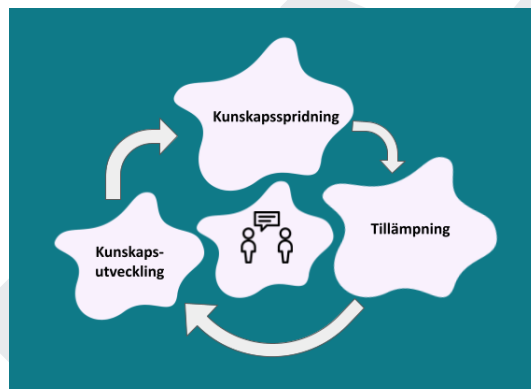 Kunskapsspridning
Tillämpning
Kunskaps-
utveckling